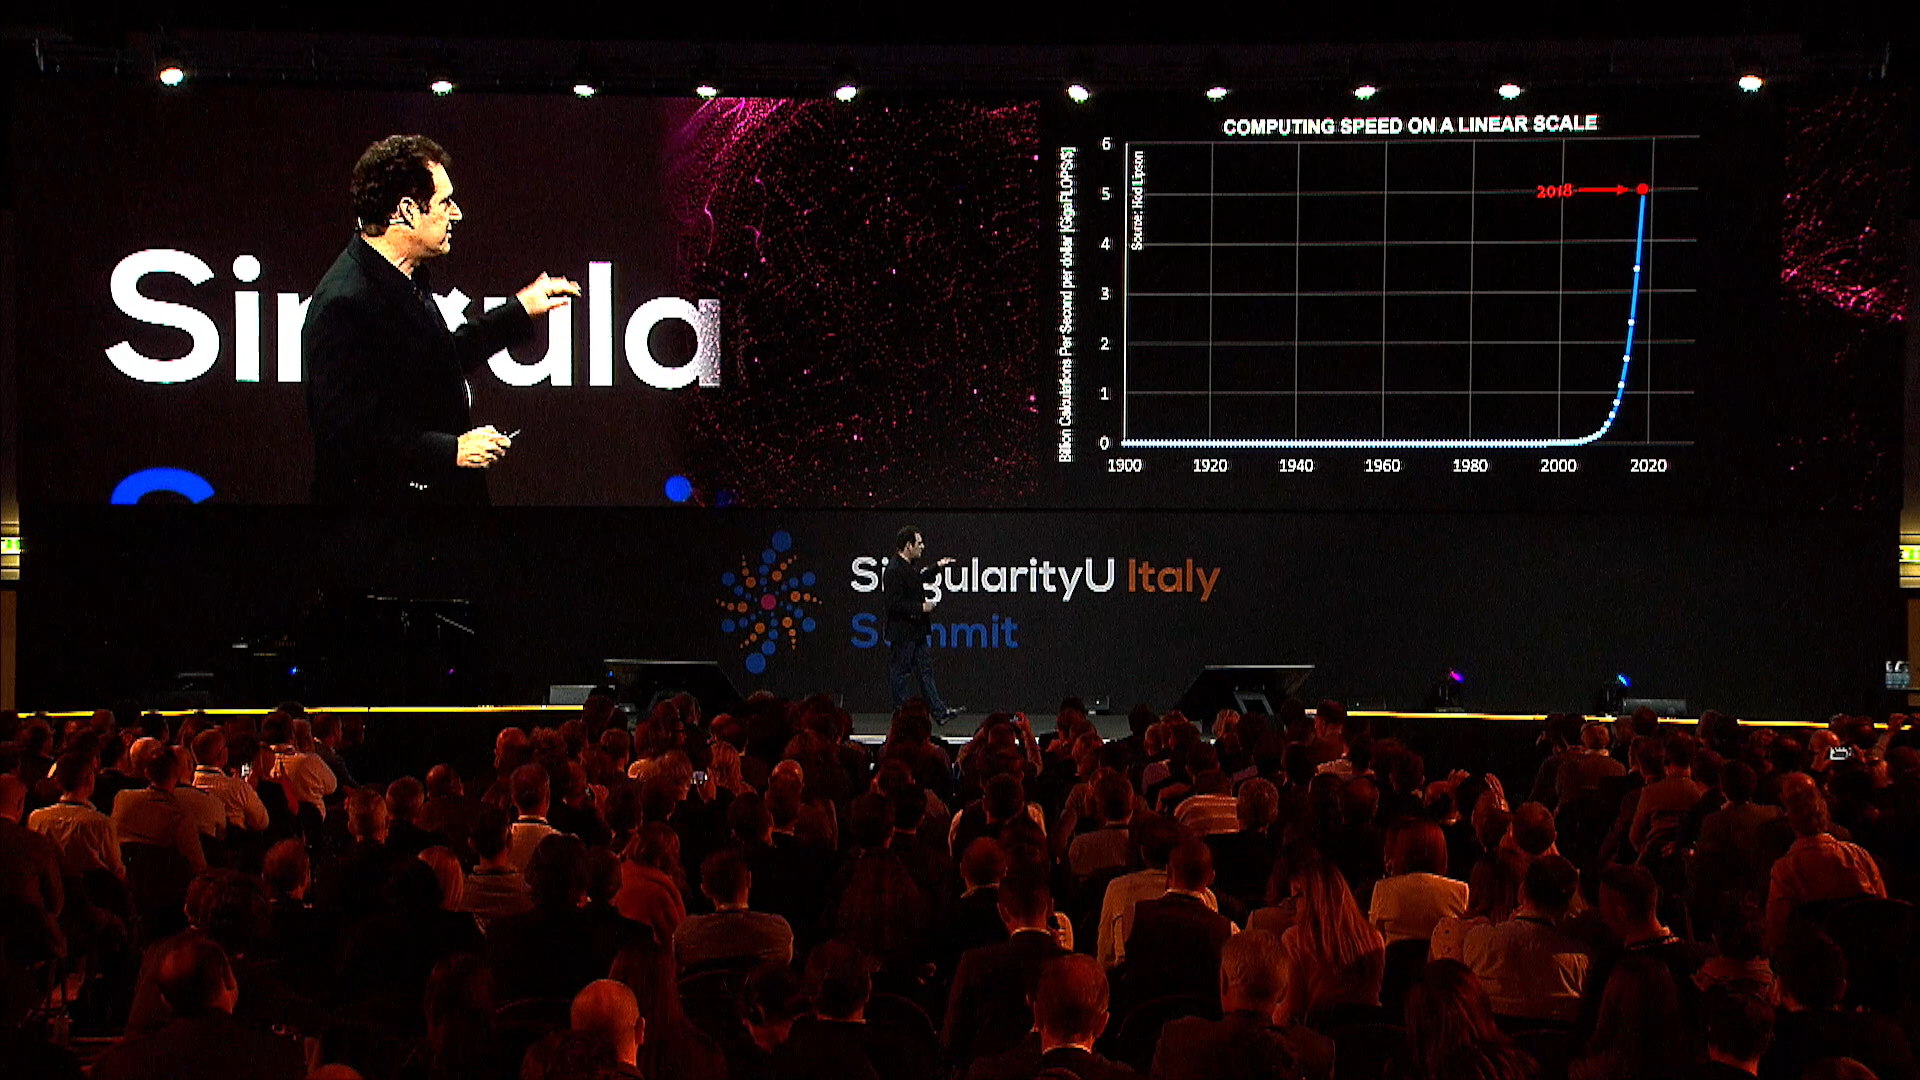 Singula
COMPUTING SPEED ON A LINEAR SCALE
Billion Calculations Per Second per dollar [GigaFLOPS/$]
Source: Hod Lipson
6
5
4
3
2
1
0
2018
1900 1920 1940 1960 1980 2000 2020
SingularityU Italy
Summit